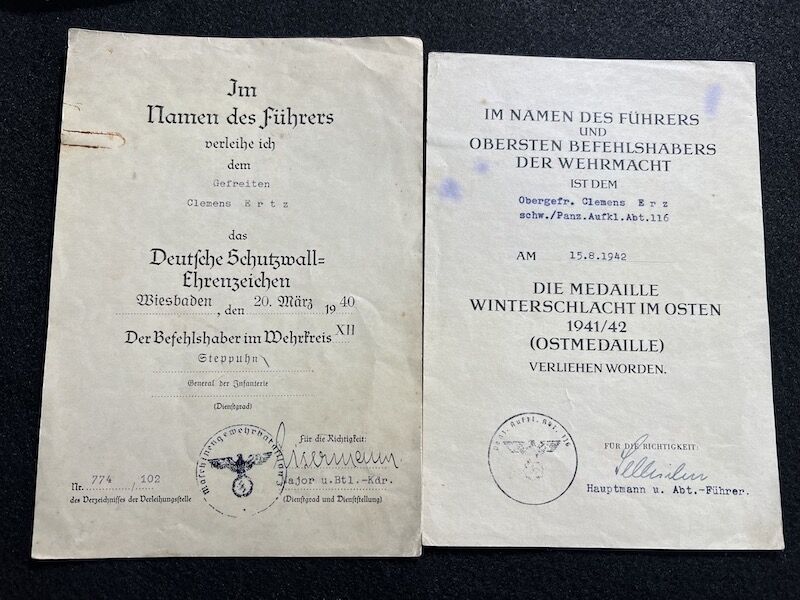 Im
Namen des Führers
verleihe ich
dem
Gefreiten
Clemens E r t z
das
Deutsche Schutzwall=
Ehrenzeichen
Wiesbaden, den 20. März 1940
Der Befehlshaber im Wehrkreis XII
Steppuhn
General der Infanterie
(Dienstgrad)
Für die Richtigkeit:
Major u.Btl.-Kdr.
(Dienstgrad und Dienststellung)
Nr. 774 / 102
des Verzeichnisses der Verleihungsstelle
IM NAMEN DES FÜHRERS
UND
OBERSTEN BEFEHLSHABERS
DER WEHRMACHT
IST DEM
Obergefr. Clemens E r z
schw./Panz.Aufkl.Abt.116
AM 15.8.1942
DIE MEDAILLE
WINTERSCHLACHT IM OSTEN
1941/42
(OSTMEDAILLE)
VERLIEHEN WORDEN.
Panz. Aufkl. Abt. 116
FÜR DIE RICHTIGKEIT:
Hauptmann u. Abt.-Führer.